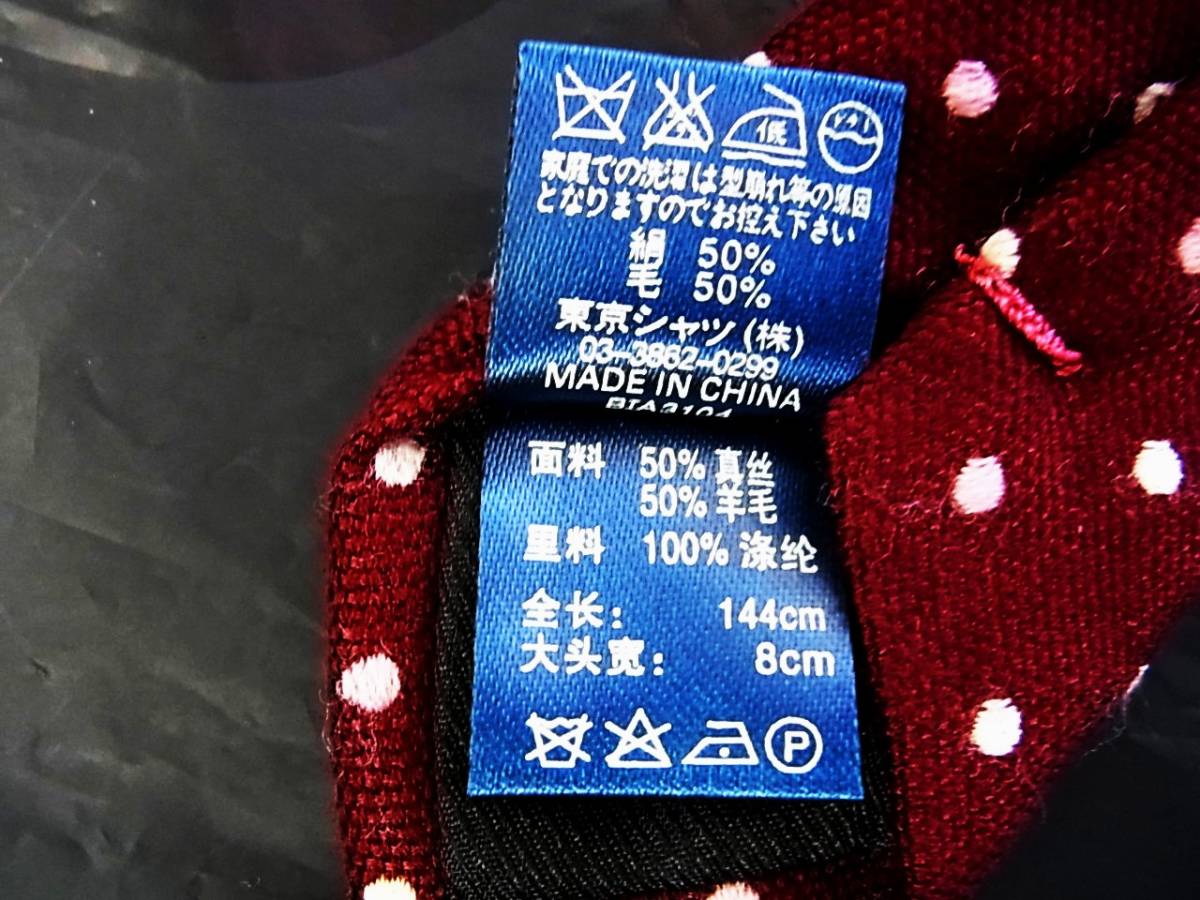 低
ドライ
家庭での洗濯は型崩れ等の原因
となりますのでお控え下さい
絹 50%
毛 50%
東京シャツ(株)
03-3862-0299
MADE IN CHINA
面料 50% 真丝
50% 羊毛
里料 100% 涤纶
全长: 144cm
大头宽: 8cm
P